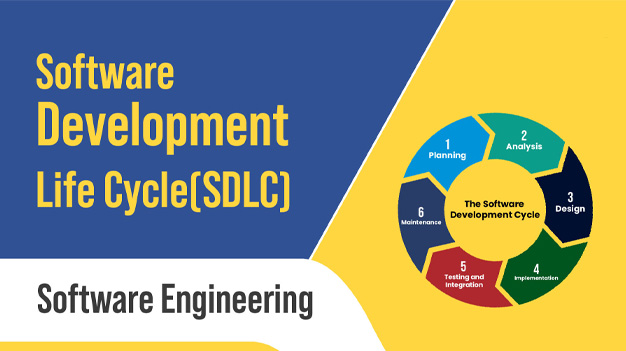 Software
Development
Life Cycle(SDLC)
Software Engineering
The Software
Development Cycle
1
Planning
2
Analysis
3
Design
4
Implementation
5
Testing and
Integration
6
Maintenance